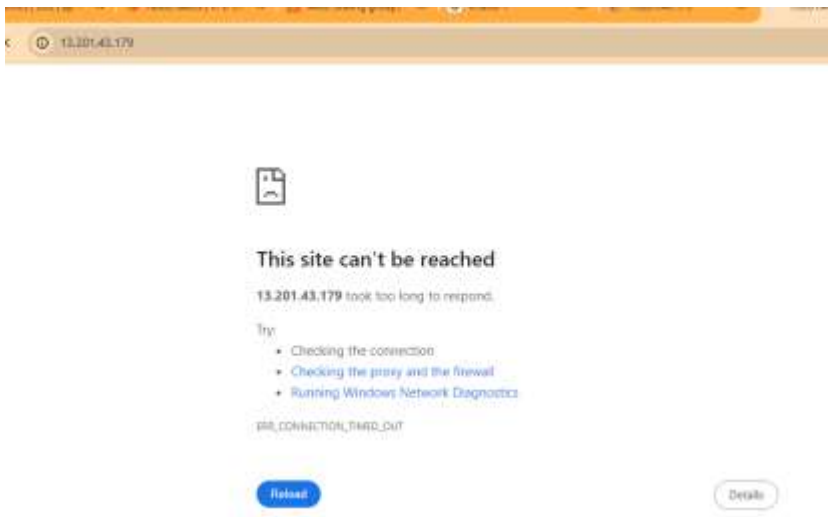 13.201.43.179
This site can't be reached
13.201.43.179 took too long to respond.
Try:
Checking the connection
Checking the proxy and the firewall
Running Windows Network Diagnostics
ERR_CONNECTION_TIMED_OUT
Reload
Details